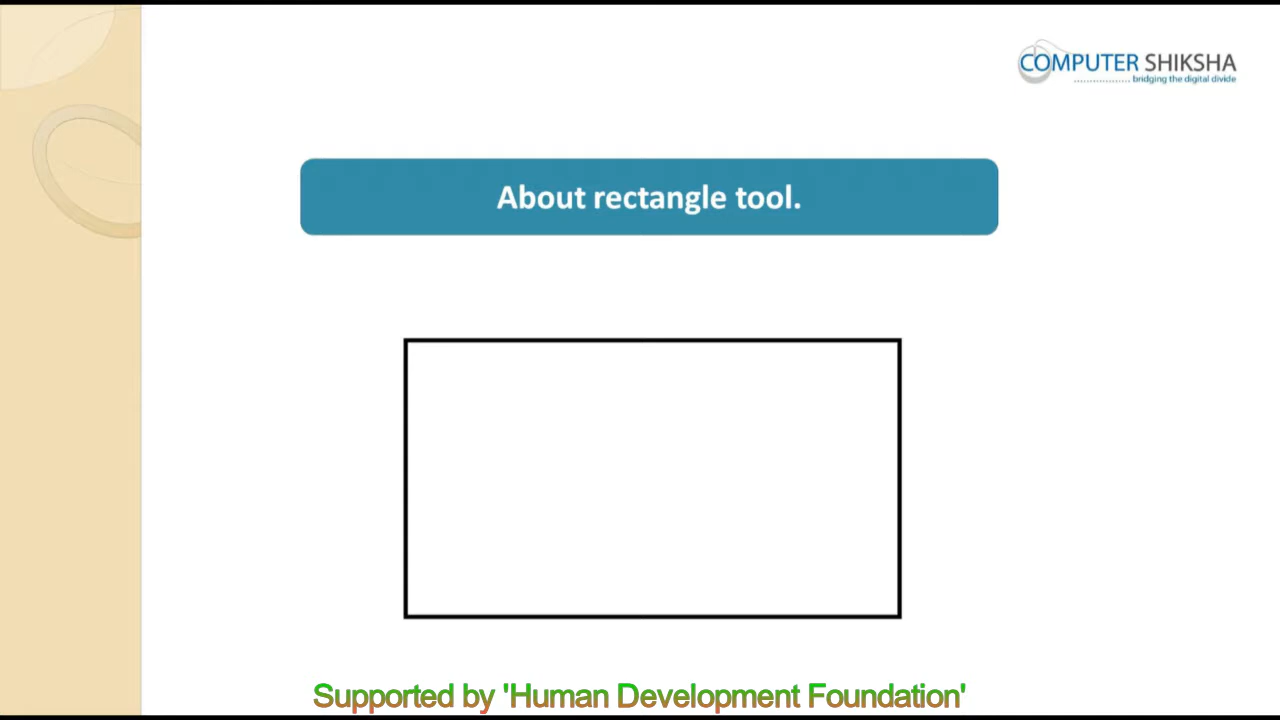 COMPUTER SHIKSHA
bridging the digital divide
About rectangle tool.
Supported by 'Human Development Foundation'